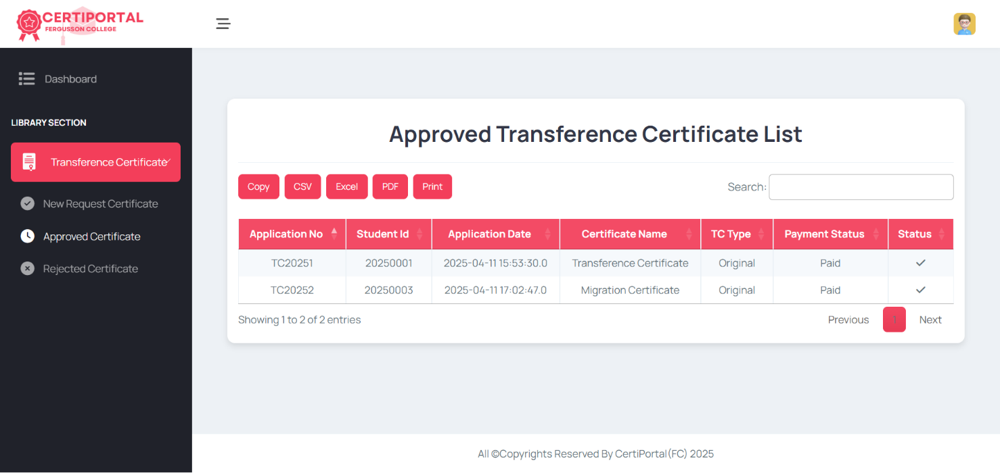 CERTIPORTAL
FERGUSSON COLLEGE
Dashboard
LIBRARY SECTION
Transference Certificate
New Request Certificate
Approved Certificate
Rejected Certificate
Approved Transference Certificate List
Copy CSV Excel PDF Print Search:
Application No Student Id Application Date Certificate Name TC Type Payment Status Status
TC20251 20250001 2025-04-11 15:53:30.0 Transference Certificate Original Paid
TC20252 20250003 2025-04-11 17:02:47.0 Migration Certificate Original Paid
Showing 1 to 2 of 2 entries Previous 1 Next
All ©Copyrights Reserved By CertiPortal(FC) 2025